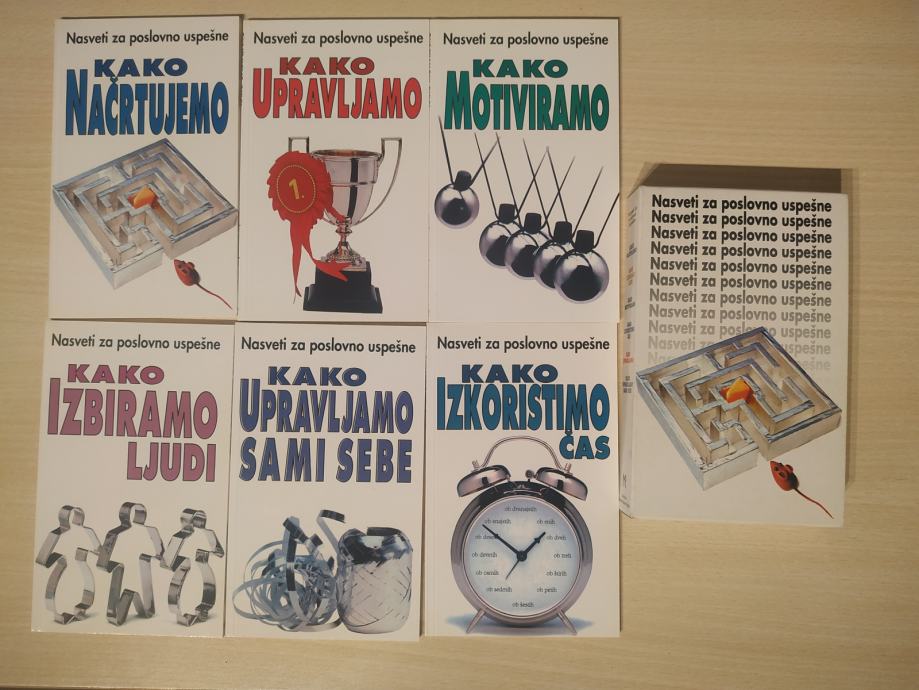 Nasveti za poslovno uspešne
KAKO
NAČRTUJEMO
Nasveti za poslovno uspešne
KAKO
UPRAVLJAMO
1.
Nasveti za poslovno uspešne
KAKO
MOTIVIRAMO
Nasveti za poslovno uspešne
KAKO
IZBIRAMO
LJUDI
Nasveti za poslovno uspešne
KAKO
UPRAVLJAMO
SAMI SEBE
Nasveti za poslovno uspešne
KAKO
IZKORISTIMO
ČAS
ob dvanajstih
ob enajstih
ob enih
ob dveh
ob devetih
ob treh
ob osmih
ob štirih
ob sedmih
ob petih
ob šestih
Nasveti za poslovno uspešne
Nasveti za poslovno uspešne
Nasveti za poslovno uspešne
Nasveti za poslovno uspešne
Nasveti za poslovno uspešne
Nasveti za poslovno uspešne
Nasveti za poslovno uspešne
Nasveti za poslovno uspešne
Nasveti za poslovno uspešne
Nasveti za poslovno uspešne